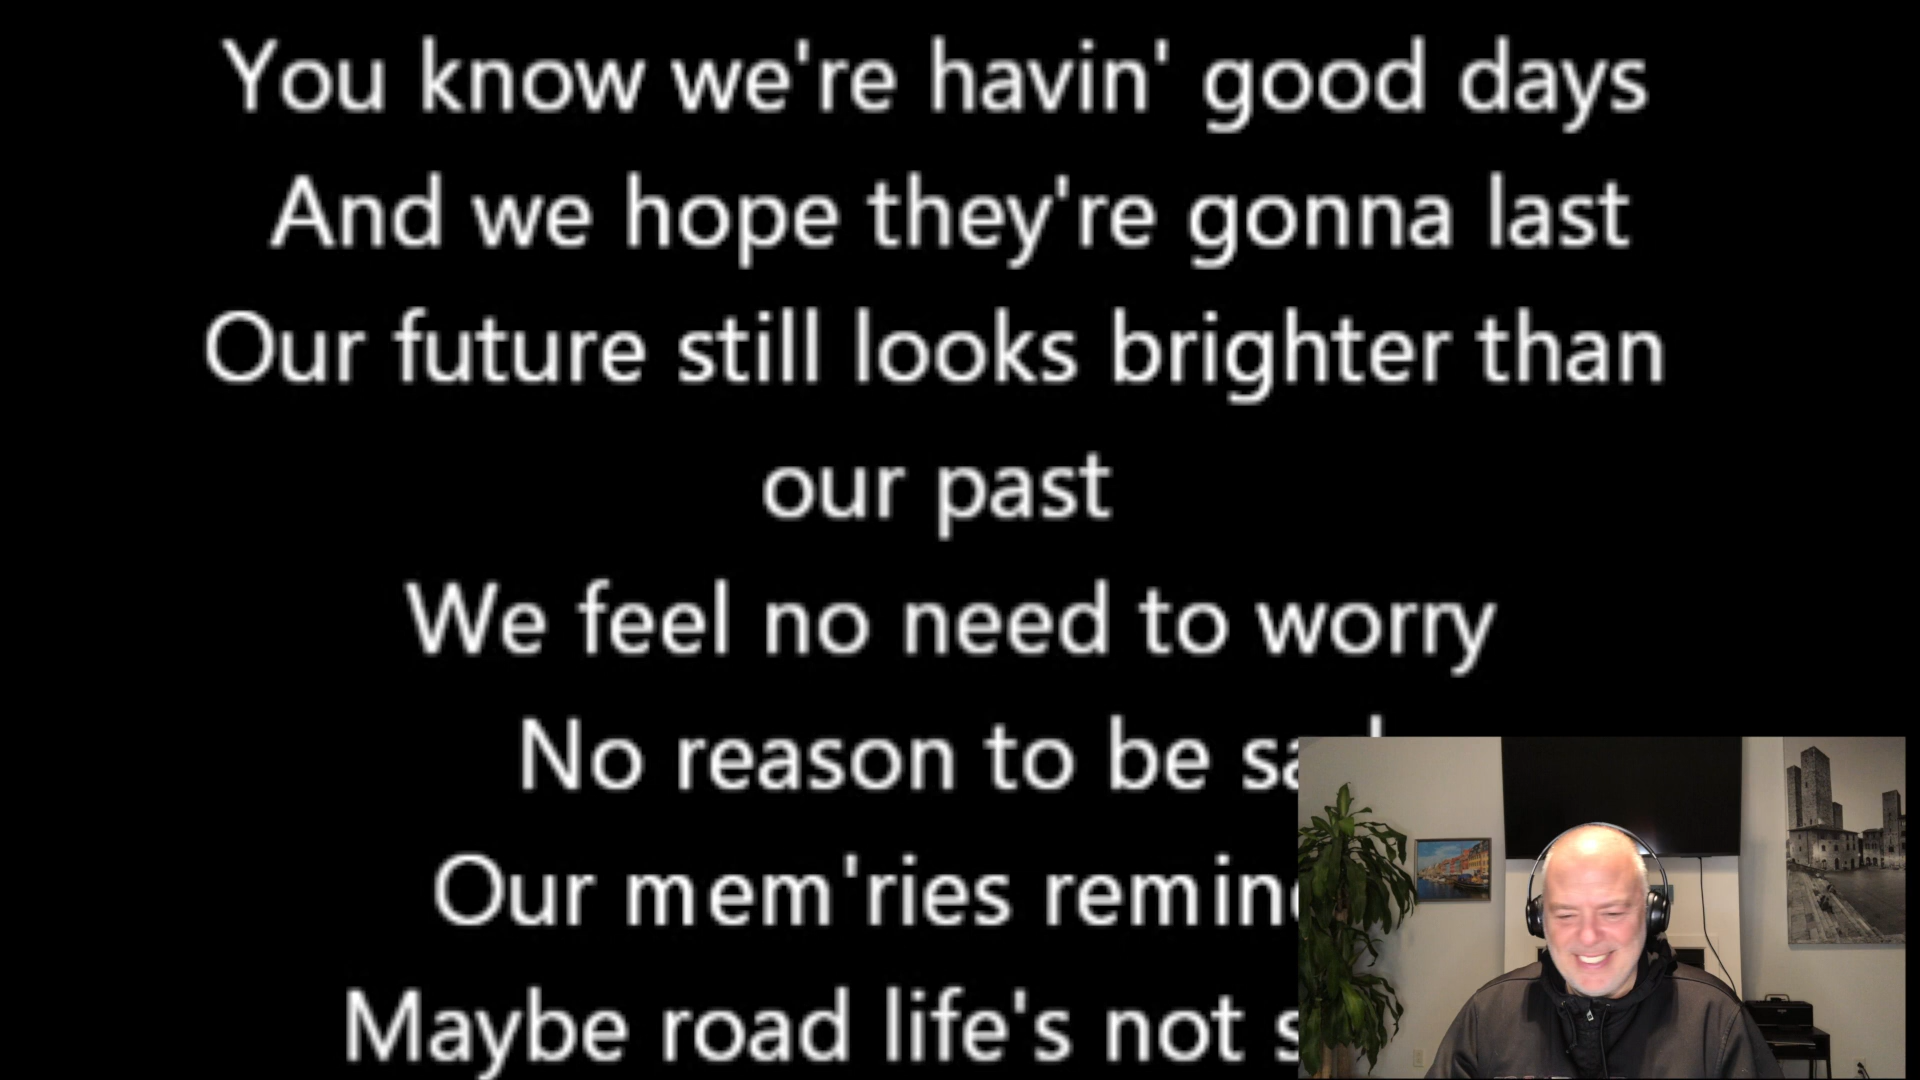 You know we're havin' good days
And we hope they're gonna last
Our future still looks brighter than
our past
We feel no need to worry
No reason to be
Our mem'ries
Maybe road life's not